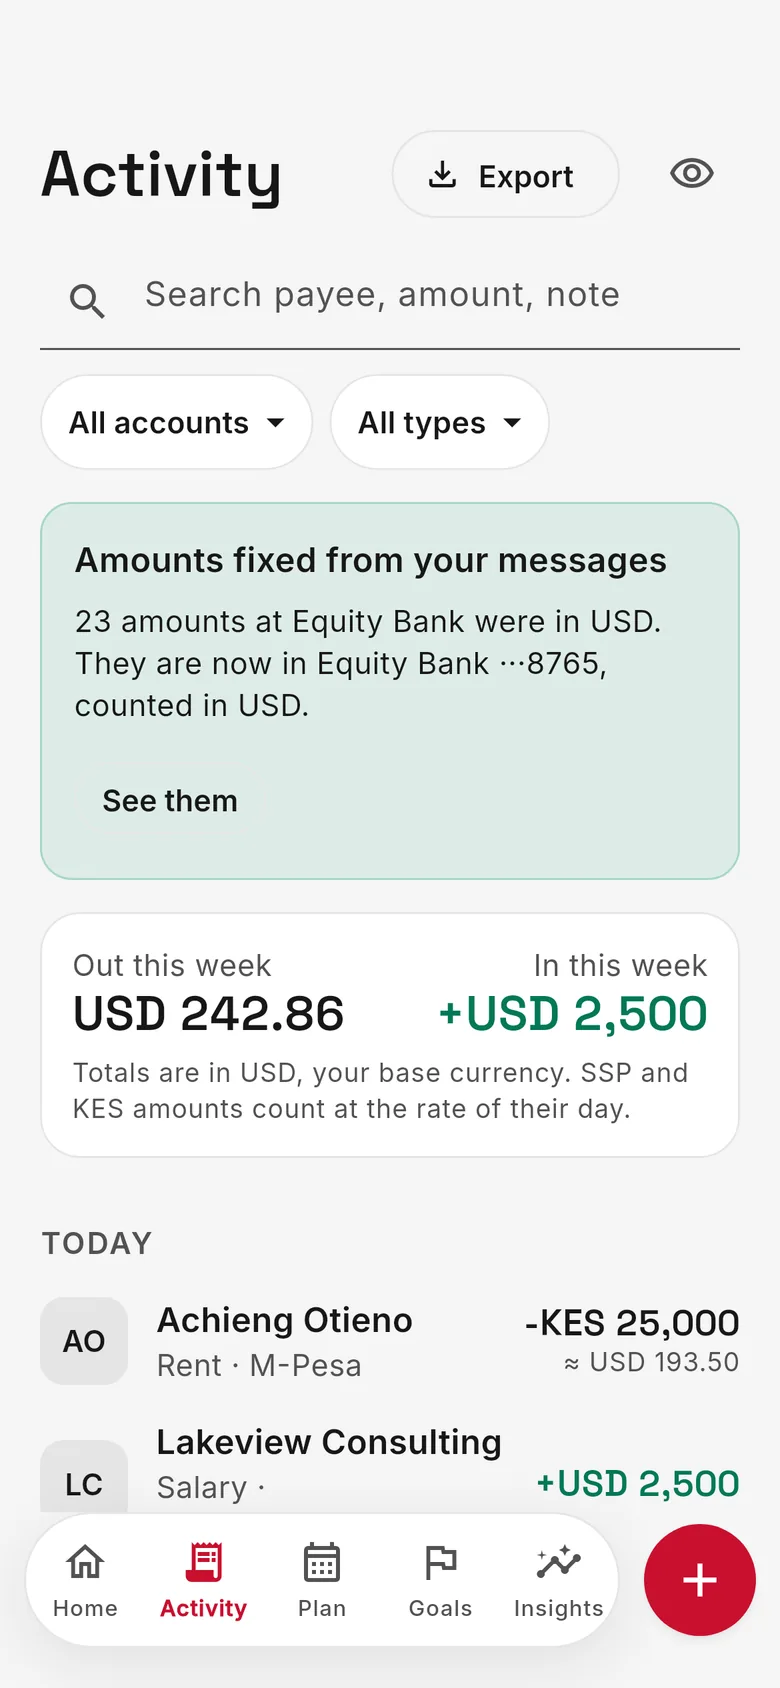 Activity
Export
Search payee, amount, note
All accounts
All types
Amounts fixed from your messages
23 amounts at Equity Bank were in USD.
They are now in Equity Bank ···8765,
counted in USD.
See them
Out this week
In this week
USD 242.86
+USD 2,500
Totals are in USD, your base currency. SSP and
KES amounts count at the rate of their day.
TODAY
AO
Achieng Otieno
-KES 25,000
Rent · M-Pesa
≈ USD 193.50
LC
Lakeview Consulting
Salary ·
+USD 2,500
Home
Activity
Plan
Goals
Insights